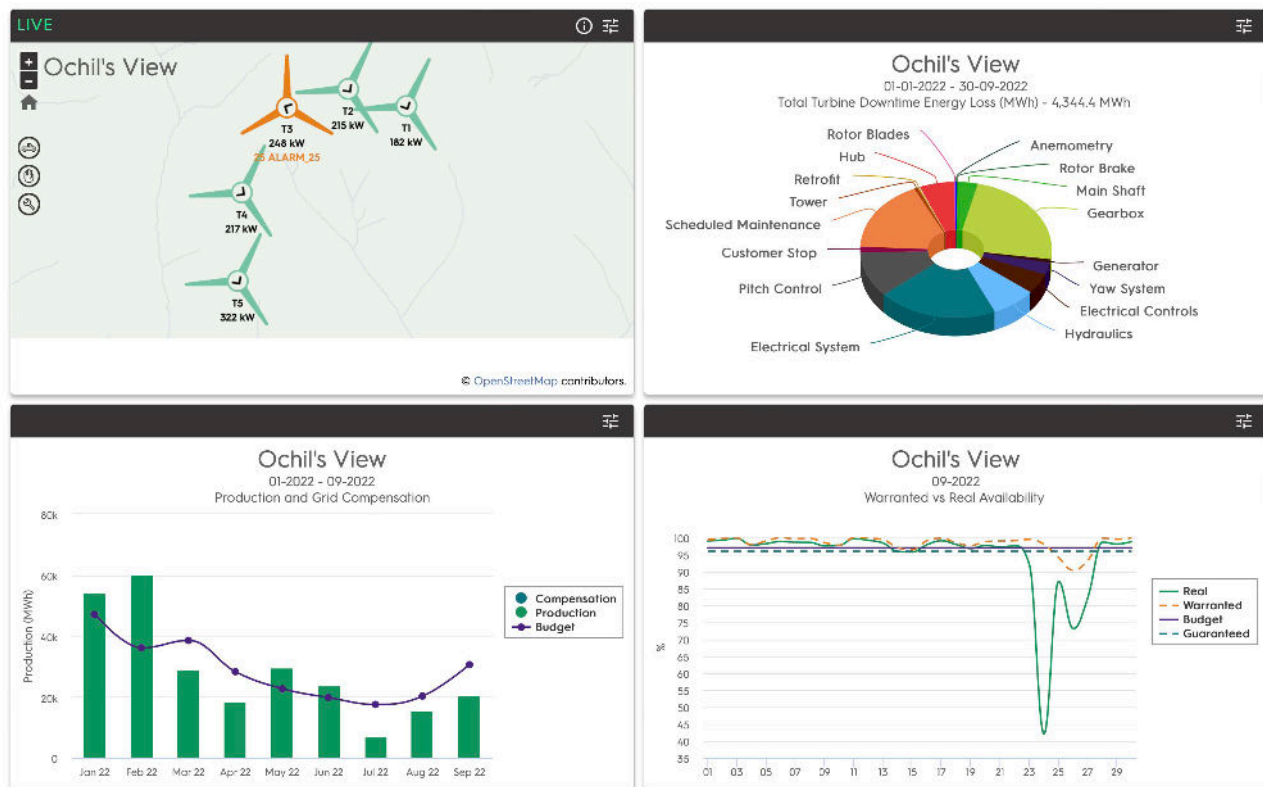 LIVE
Ochil's View
T2
215 kW
T1
182 kW
T3
248 kW
25 ALARM_25
T4
217 kW
T5
322 kW
© OpenStreetMap contributors.
Ochil's View
01-01-2022 - 30-09-2022
Total Turbine Downtime Energy Loss (MWh) - 4,344.4 MWh
Rotor Blades
Hub
Retrofit
Tower
Scheduled Maintenance
Customer Stop
Pitch Control
Electrical System
Anemometry
Rotor Brake
Main Shaft
Gearbox
Generator
Yaw System
Electrical Controls
Hydraulics
Ochil's View
01-2022 - 09-2022
Production and Grid Compensation
Production (MWh)
80k
60k
40k
20k
0
Jan 22 Feb 22 Mar 22 Apr 22 May 22 Jun 22 Jul 22 Aug 22 Sep 22
Compensation
Production
Budget
Ochil's View
09-2022
Warranted vs Real Availability
%
100
95
90
85
80
75
70
65
60
55
50
45
40
35
01 03 05 07 09 11 13 15 17 19 21 23 25 27 29
Real
Warranted
Budget
Guaranteed